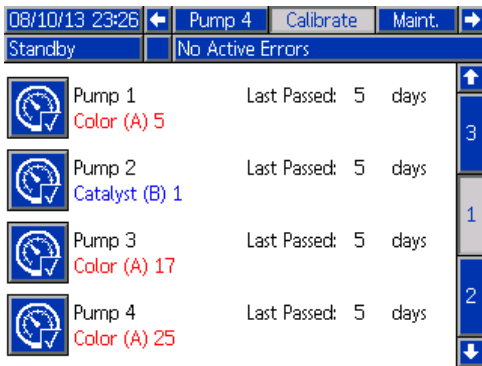 08/10/13 23:26 Pump 4 Calibrate Maint.
Standby No Active Errors
Pump 1 Last Passed: 5 days
Color (A) 5
3
Pump 2 Last Passed: 5 days
Catalyst (B) 1
1
Pump 3 Last Passed: 5 days
Color (A) 17
2
Pump 4 Last Passed: 5 days
Color (A) 25